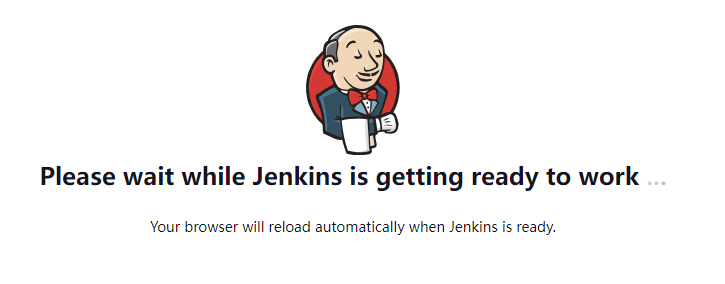 Please wait while Jenkins is getting ready to work ...
Your browser will reload automatically when Jenkins is ready.